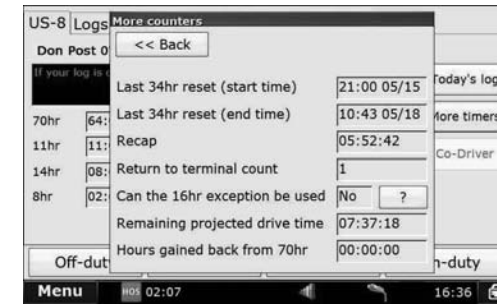 US-8 Logs More counters
<< Back
Don Post
If your log is
Today's log
Last 34hr reset (start time) 21:00 05/15
Last 34hr reset (end time) 10:43 05/18
More timers
70hr 64:
Recap 05:52:42
11hr 11:
Return to terminal count 1
Co-Driver
14hr 08:
Can the 16hr exception be used No ?
8hr 02:
Remaining projected drive time 07:37:18
Hours gained back from 70hr 00:00:00
Off-dut
n-duty
Menu HOS 02:07 16:36